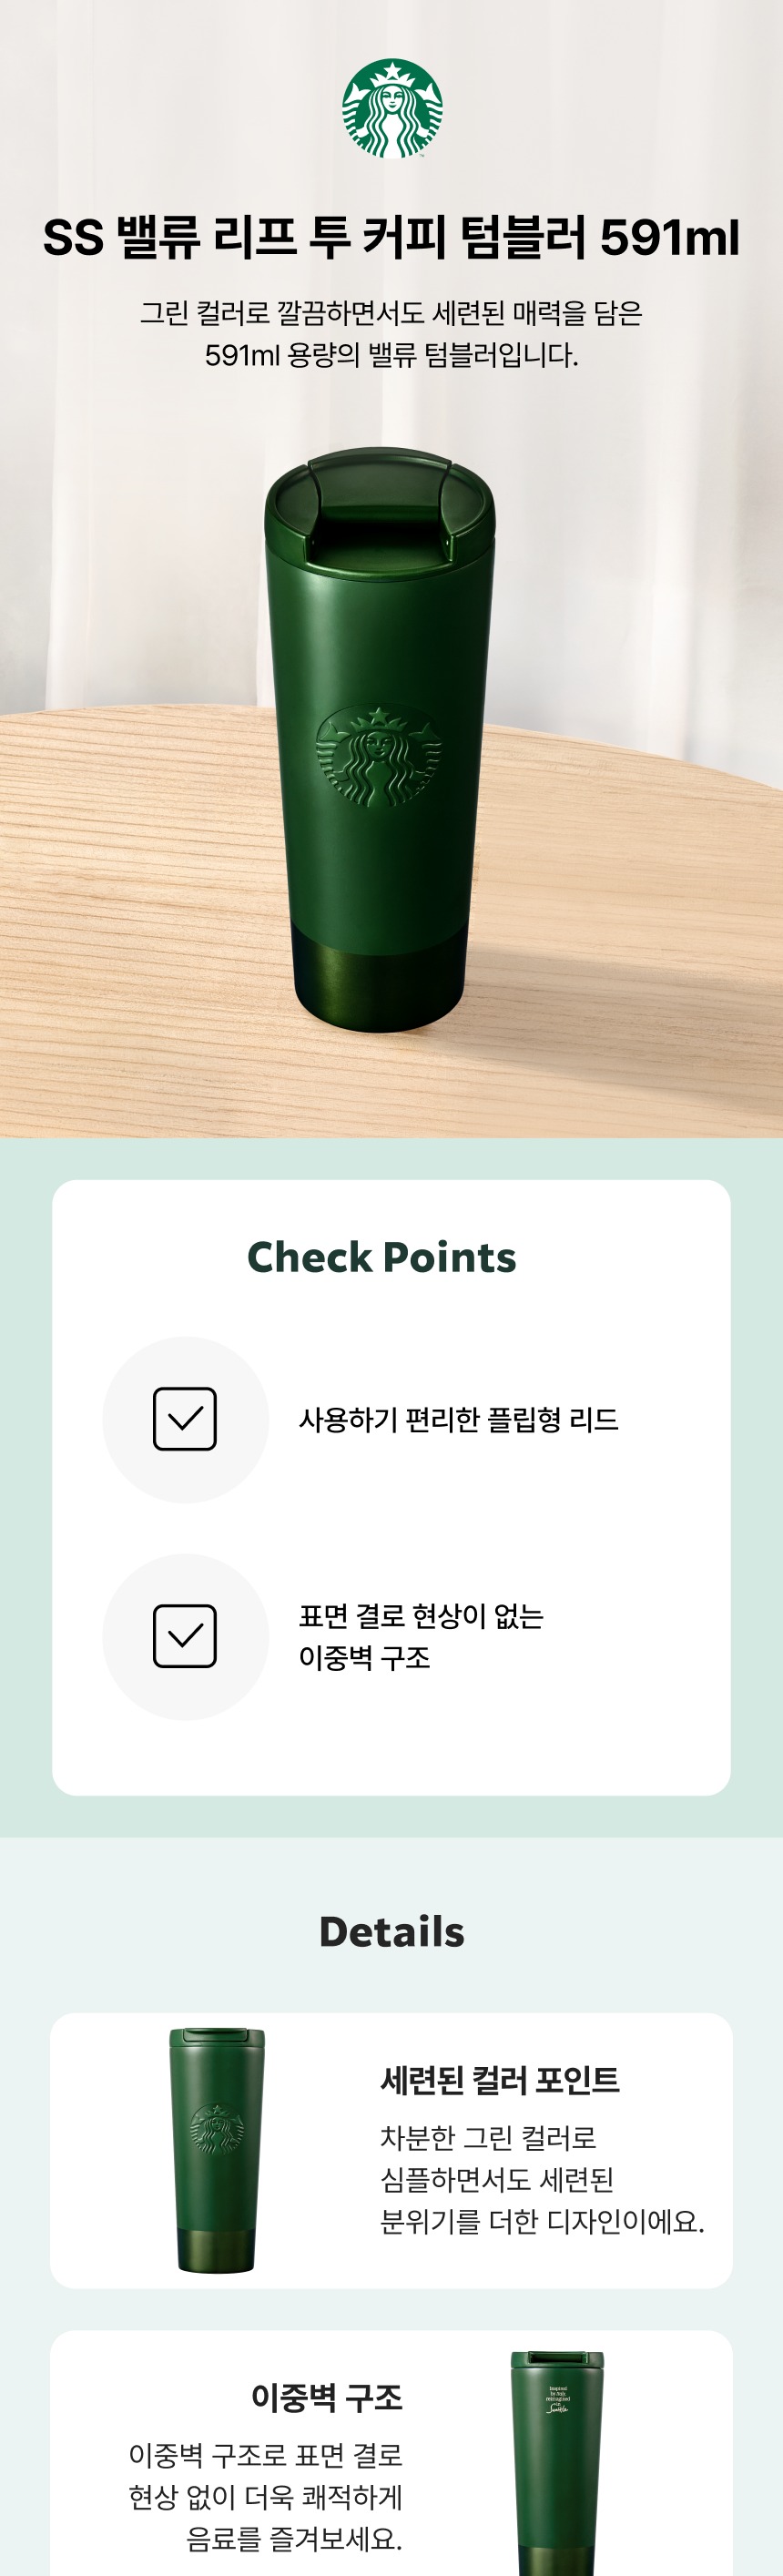 SS 밸류 리프 투 커피 텀블러 591ml
그린 컬러로 깔끔하면서도 세련된 매력을 담은
591ml 용량의 밸류 텀블러입니다.
Check Points
사용하기 편리한 플립형 리드
표면 결로 현상이 없는
이중벽 구조
Details
세련된 컬러 포인트
차분한 그린 컬러로
심플하면서도 세련된
분위기를 더한 디자인이에요.
이중벽 구조
이중벽 구조로 표면 결로
현상 없이 더욱 쾌적하게
음료를 즐겨보세요.
Inspired
reimagined
Seattle